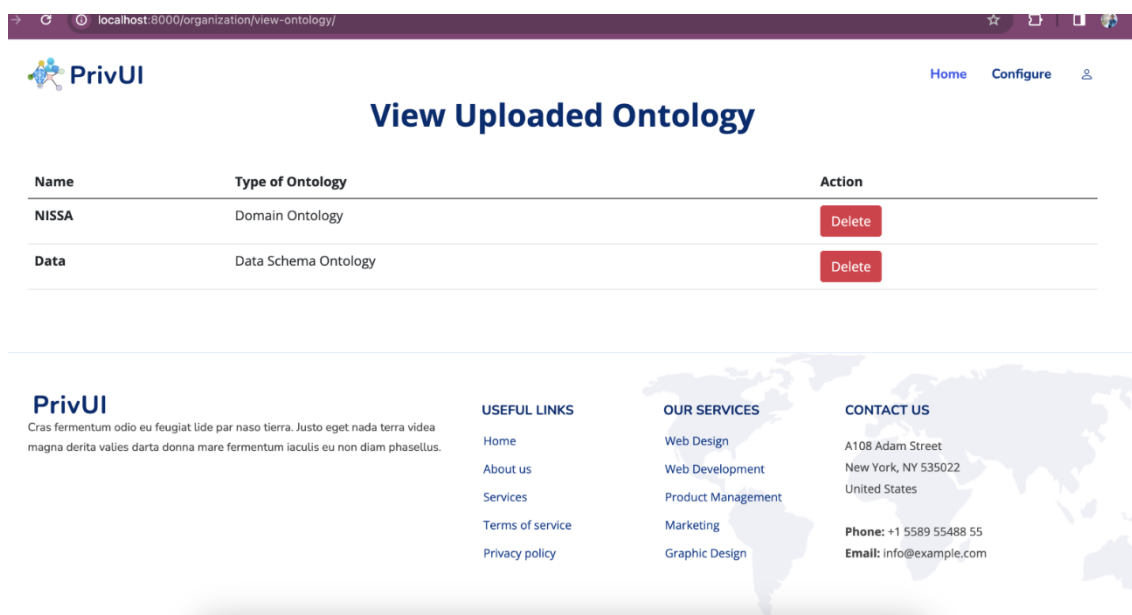 localhost:8000/organization/view-ontology/
PrivUI
Home Configure
View Uploaded Ontology
Name Type of Ontology Action
NISSA Domain Ontology Delete
Data Data Schema Ontology Delete
PrivUI
Cras fermentum odio eu feugiat lide par naso tierra. Justo eget nada terra videa
magna derita valies darta donna mare fermentum iaculis eu non diam phasellus.
USEFUL LINKS
Home
About us
Services
Terms of service
Privacy policy
OUR SERVICES
Web Design
Web Development
Product Management
Marketing
Graphic Design
CONTACT US
A108 Adam Street
New York, NY 535022
United States
Phone: +1 5589 55488 55
Email: info@example.com